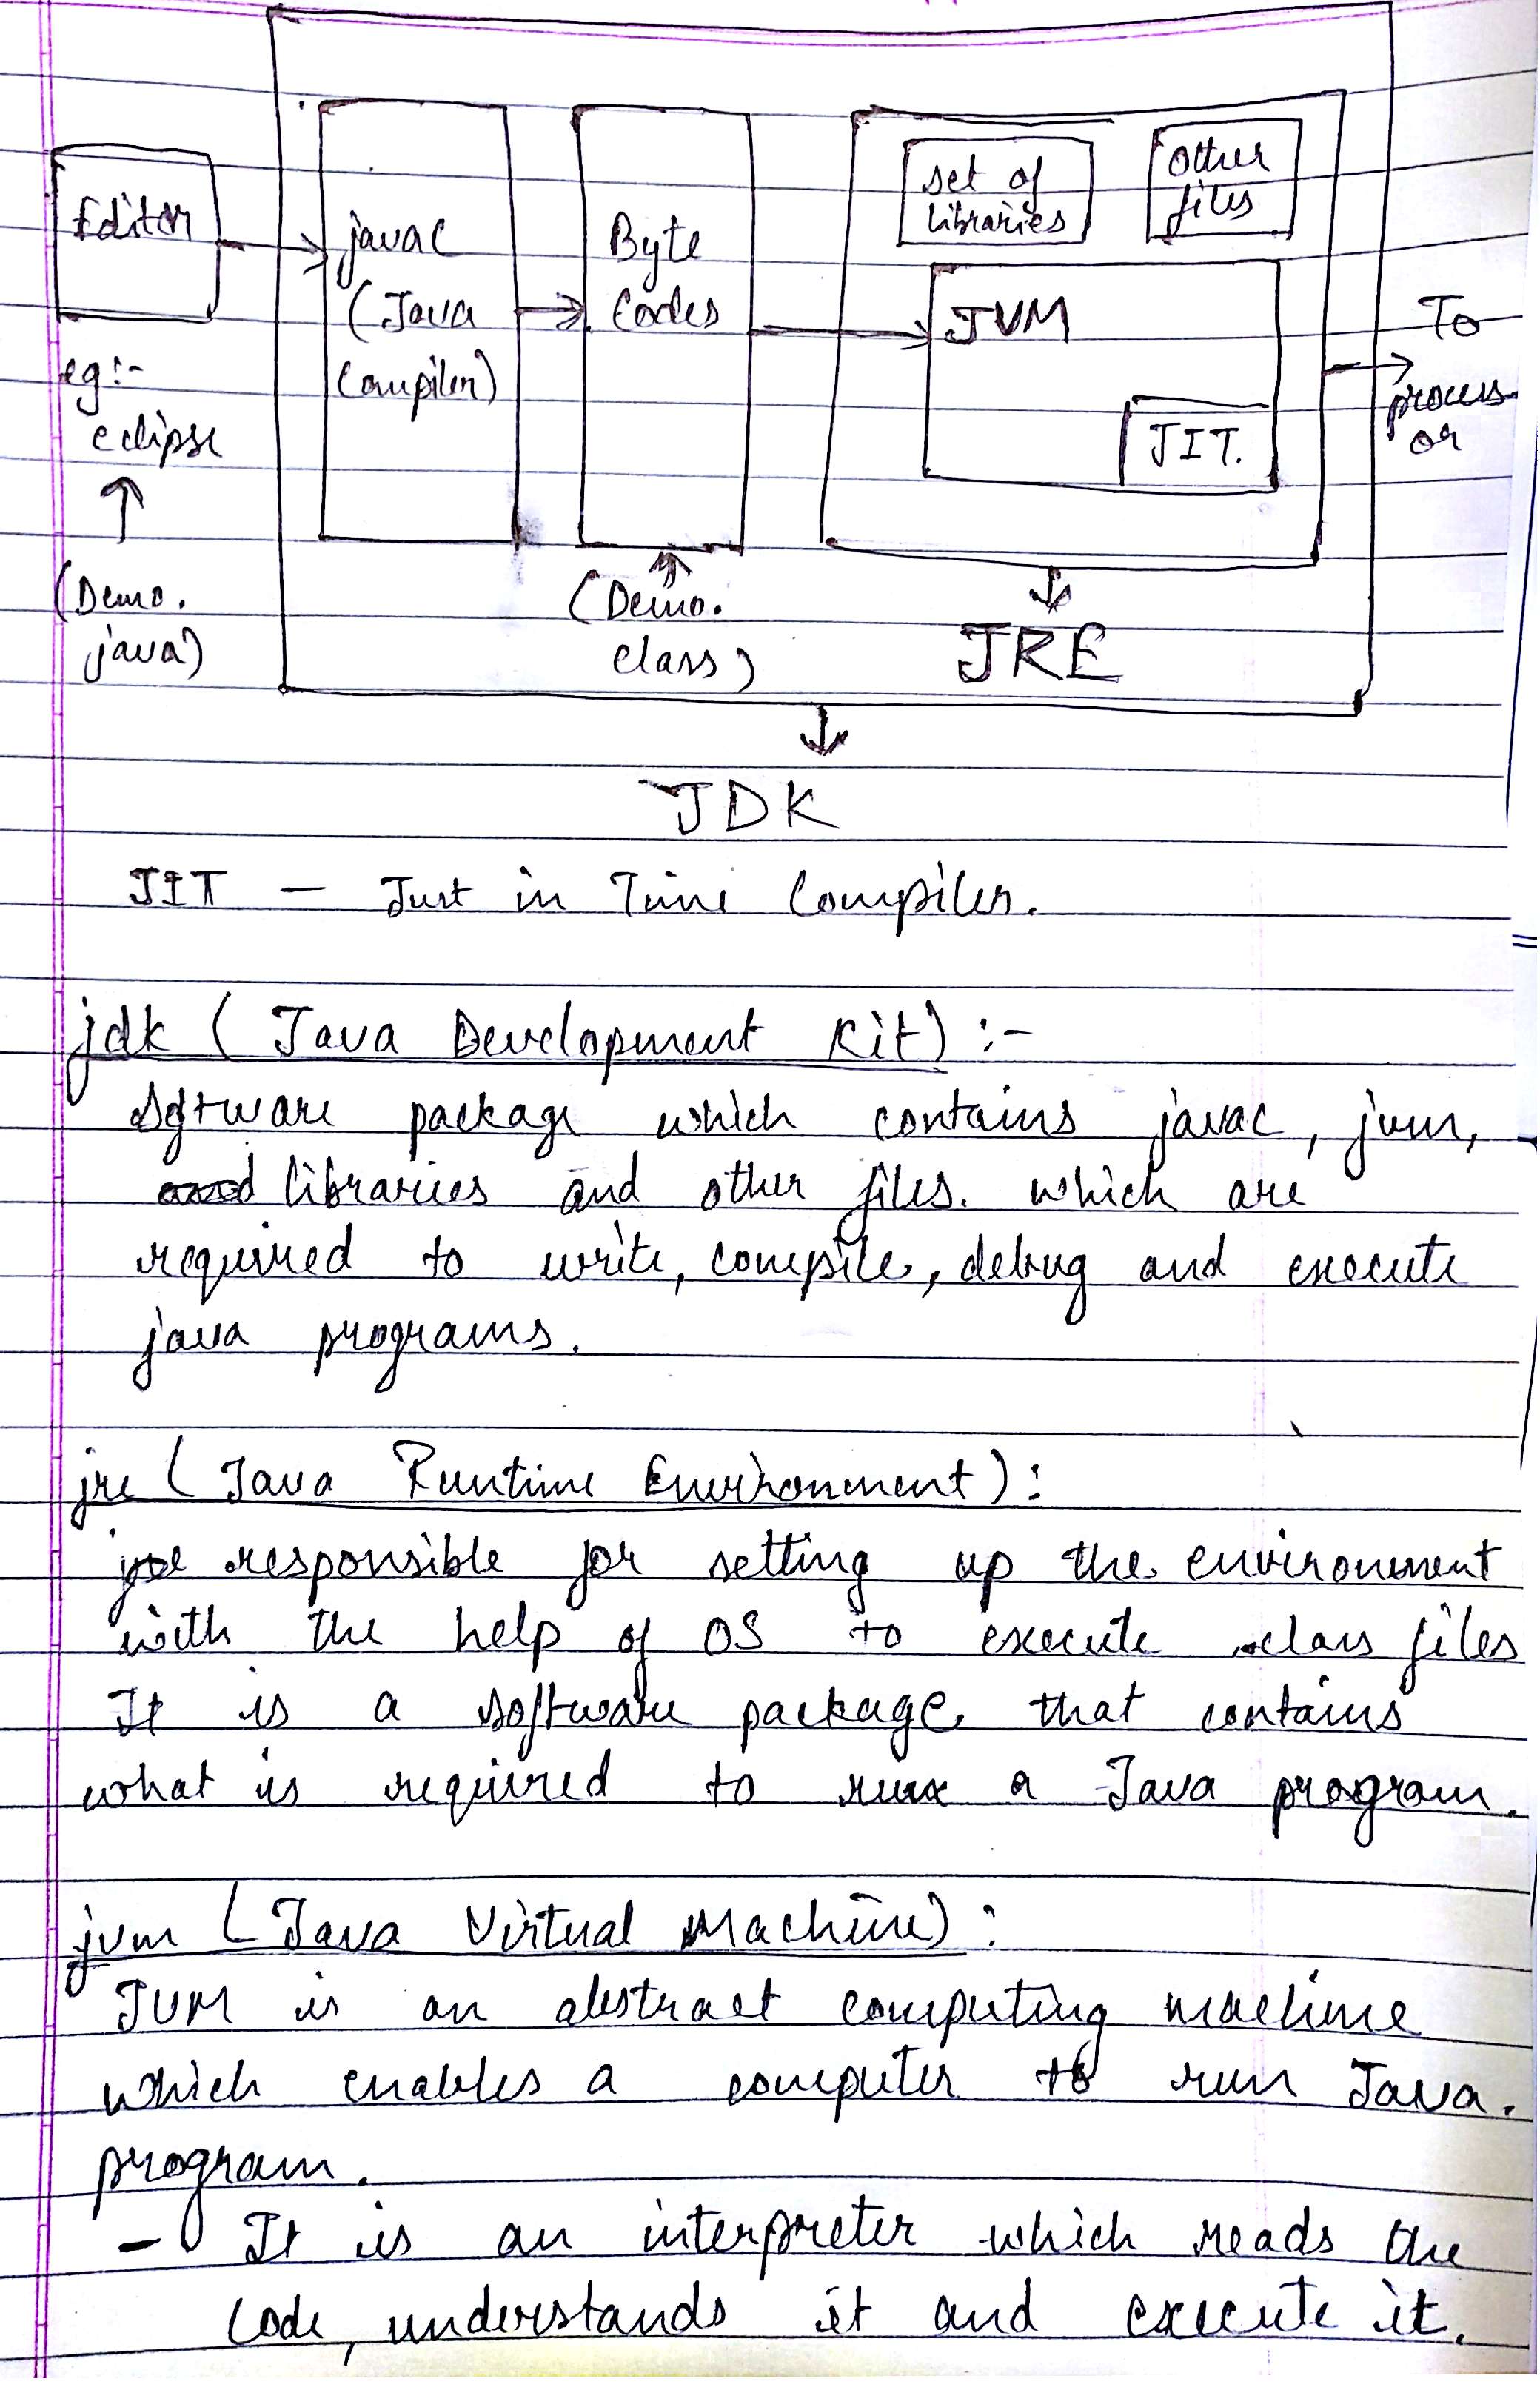 Editor
eg:-
eclipse
(Demo.
java)
javac
(Java
Compiler)
Byte
Codes
(Demo.
class)
set of
libraries
other
files
JVM
JIT.
JRE
To
process-
or
JDK
JIT — Just in Time Compiler.
jdk (Java Development Kit) :-
Software package which contains javac, jvm,
libraries and other files. which are
required to write, compile, debug and execute
java programs.
jre (Java Runtime Environment) :
responsible for setting up the environment
with the help of OS to execute .class files
It is a software package that contains
what is required to run a Java program.
jvm (Java Virtual Machine) :
JVM is an abstract computing machine
which enables a computer to run Java.
program.
- It is an interpreter which reads the
code, understands it and execute it.